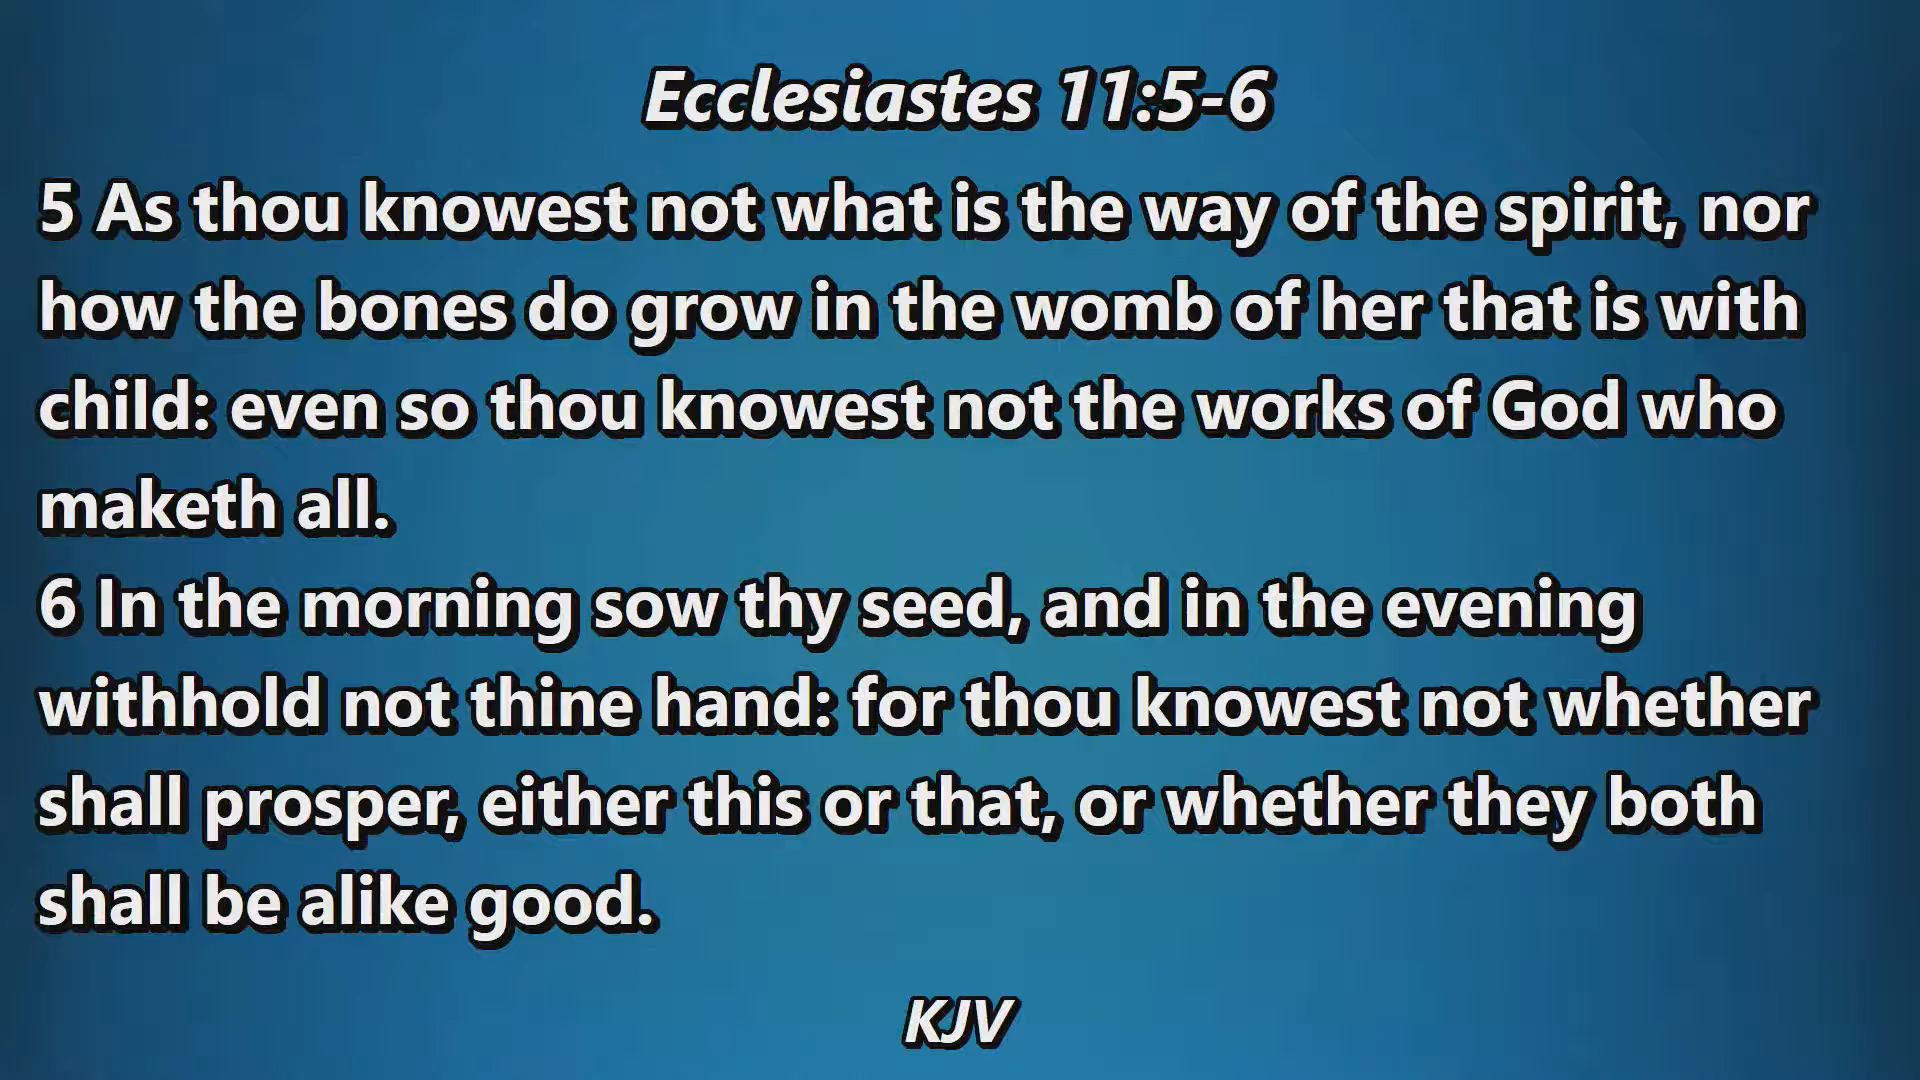 Ecclesiastes 11:5-6
5 As thou knowest not what is the way of the spirit, nor
how the bones do grow in the womb of her that is with
child: even so thou knowest not the works of God who
maketh all.
6 In the morning sow thy seed, and in the evening
withhold not thine hand: for thou knowest not whether
shall prosper, either this or that, or whether they both
shall be alike good.
KJV